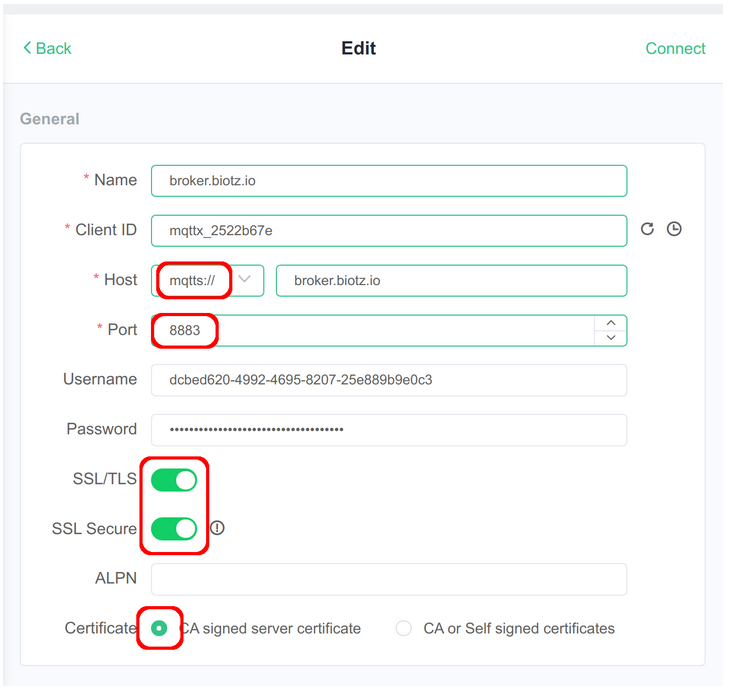 Back Edit Connect
General
* Name broker.biotz.io
* Client ID mqttx_2522b67e
* Host mqtts:// broker.biotz.io
* Port 8883
Username dcbed620-4992-4695-8207-25e889b9e0c3
Password ••••••••••••••••••••••••••••••••••••
SSL/TLS
SSL Secure
ALPN
Certificate CA signed server certificate CA or Self signed certificates